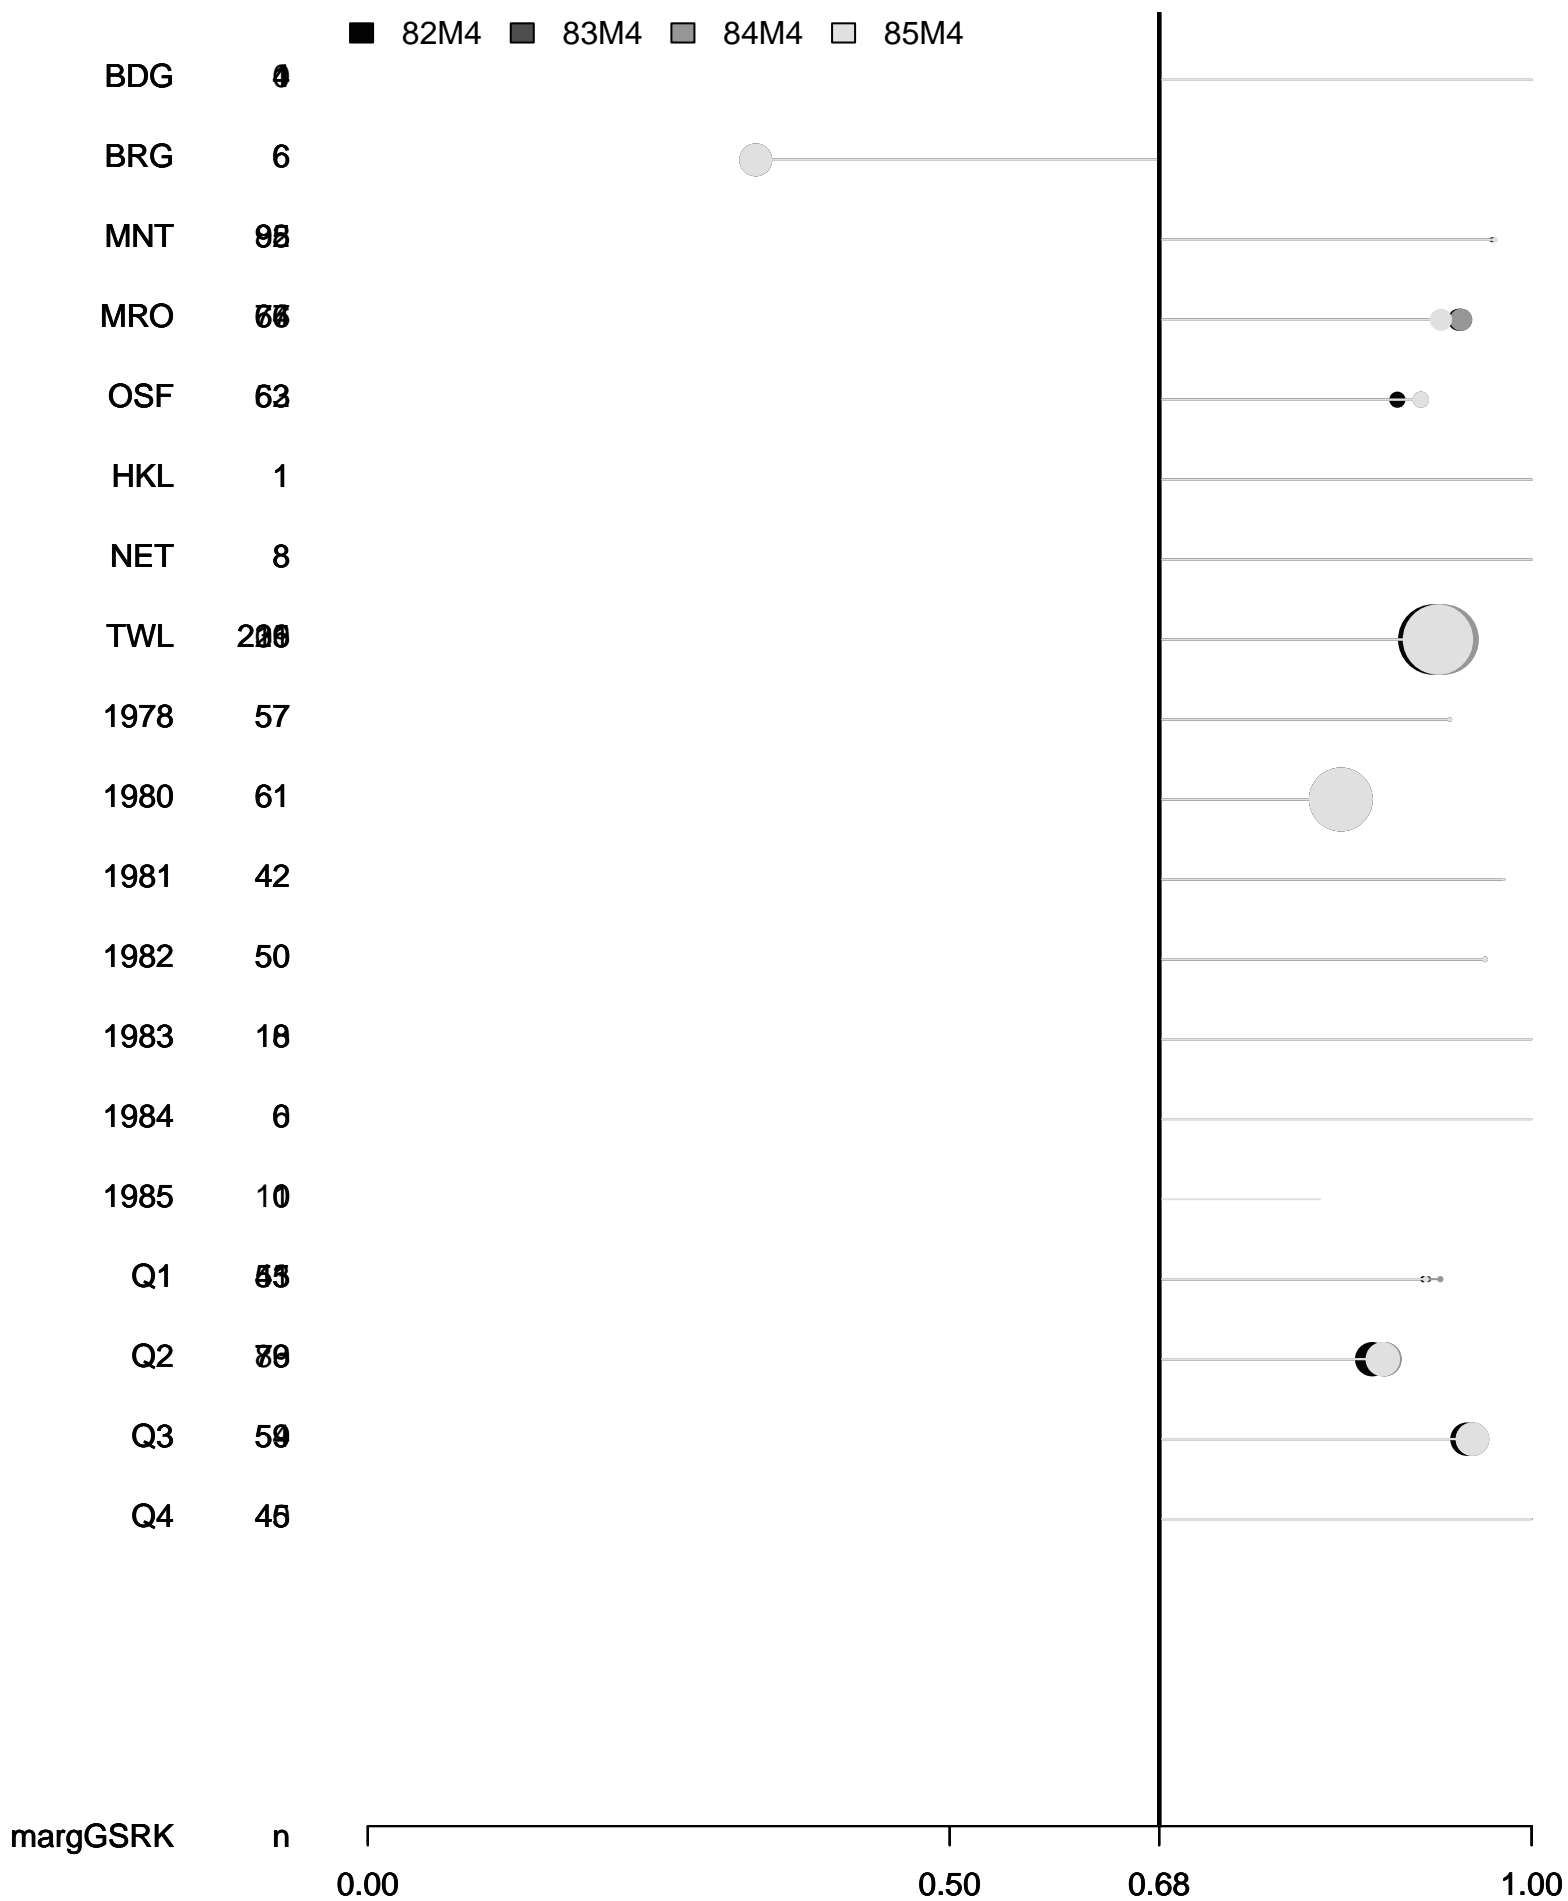 82M4 83M4 84M4 85M4
BDG
BRG 6
MNT
MRO
OSF
HKL 1
NET 8
TWL
1978 57
1980 61
1981 42
1982 50
1983
1984
1985
Q1
Q2
Q3
Q4
margGSRK n
0.00 0.50 0.68 1.00